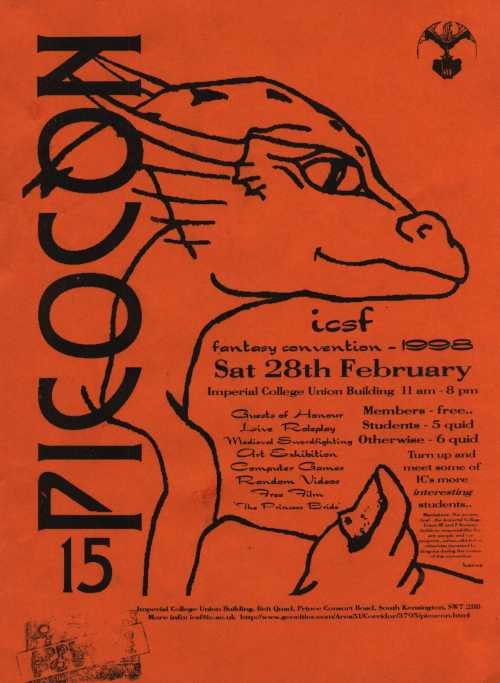 PICOCON
15
icsf
fantasy convention - 1998
Sat 28th February
Imperial College Union Building 11 am - 8 pm
Guests of Honour
Live Roleplay
Medieval Swordfighting
Art Exhibition
Computer Games
Random Videos
Free Film
"The Princess Bride"
Members - free..
Students - 5 quid
Otherwise - 6 quid
Turn up and
meet some of
IC's more
interesting
students..
Imperial College Union Building, Beit Quad, Prince Consort Road, South Kensington, SW7 2BB
More info: icsf@ic.ac.uk http://www.geocities.com/Area51/Corridor/3795/picocon.html